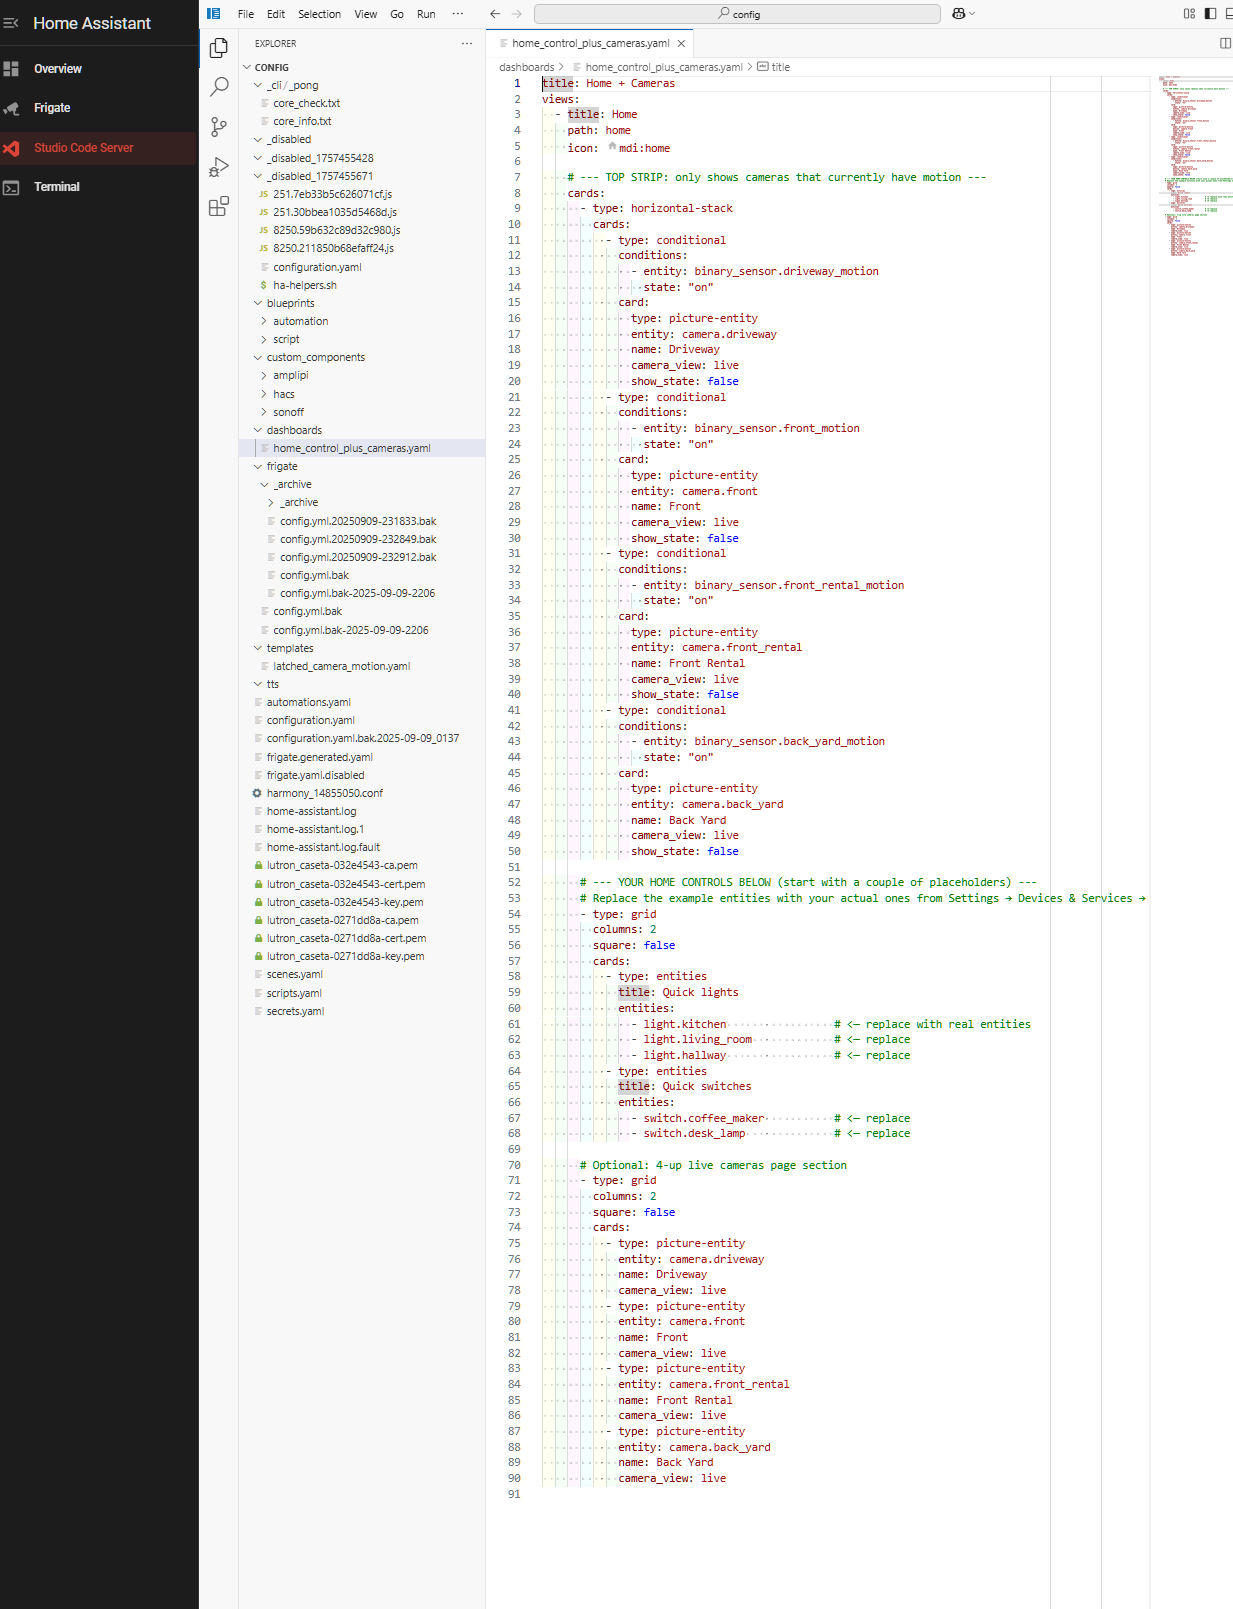 Home Assistant
Overview
Frigate
Studio Code Server
Terminal
File Edit Selection View Go Run ···
config
EXPLORER ···
CONFIG
_cli / _pong
core_check.txt
core_info.txt
_disabled
_disabled_1757455428
_disabled_1757455671
JS 251.7eb33b5c626071cf.js
JS 251.30bbea1035d5468d.js
JS 8250.59b632c89d32c980.js
JS 8250.211850b68efaff24.js
configuration.yaml
$ ha-helpers.sh
blueprints
automation
script
custom_components
amplipi
hacs
sonoff
dashboards
home_control_plus_cameras.yaml
frigate
_archive
_archive
config.yml.20250909-231833.bak
config.yml.20250909-232849.bak
config.yml.20250909-232912.bak
config.yml.bak
config.yml.bak-2025-09-09-2206
config.yml.bak
config.yml.bak-2025-09-09-2206
templates
latched_camera_motion.yaml
tts
automations.yaml
configuration.yaml
configuration.yaml.bak.2025-09-09_0137
frigate.generated.yaml
frigate.yaml.disabled
harmony_14855050.conf
home-assistant.log
home-assistant.log.1
home-assistant.log.fault
lutron_caseta-032e4543-ca.pem
lutron_caseta-032e4543-cert.pem
lutron_caseta-032e4543-key.pem
lutron_caseta-0271dd8a-ca.pem
lutron_caseta-0271dd8a-cert.pem
lutron_caseta-0271dd8a-key.pem
scenes.yaml
scripts.yaml
secrets.yaml
home_control_plus_cameras.yaml
dashboards > home_control_plus_cameras.yaml > title
1 title: Home + Cameras
2 views:
3 - title: Home
4 path: home
5 icon: mdi:home
6
7 # --- TOP STRIP: only shows cameras that currently have motion ---
8 cards:
9 - type: horizontal-stack
10 cards:
11 - type: conditional
12 conditions:
13 - entity: binary_sensor.driveway_motion
14 state: "on"
15 card:
16 type: picture-entity
17 entity: camera.driveway
18 name: Driveway
19 camera_view: live
20 show_state: false
21 - type: conditional
22 conditions:
23 - entity: binary_sensor.front_motion
24 state: "on"
25 card:
26 type: picture-entity
27 entity: camera.front
28 name: Front
29 camera_view: live
30 show_state: false
31 - type: conditional
32 conditions:
33 - entity: binary_sensor.front_rental_motion
34 state: "on"
35 card:
36 type: picture-entity
37 entity: camera.front_rental
38 name: Front Rental
39 camera_view: live
40 show_state: false
41 - type: conditional
42 conditions:
43 - entity: binary_sensor.back_yard_motion
44 state: "on"
45 card:
46 type: picture-entity
47 entity: camera.back_yard
48 name: Back Yard
49 camera_view: live
50 show_state: false
51
52 # --- YOUR HOME CONTROLS BELOW (start with a couple of placeholders) ---
53 # Replace the example entities with your actual ones from Settings → Devices & Services →
54 - type: grid
55 columns: 2
56 square: false
57 cards:
58 - type: entities
59 title: Quick lights
60 entities:
61 - light.kitchen # <— replace with real entities
62 - light.living_room # <— replace
63 - light.hallway # <— replace
64 - type: entities
65 title: Quick switches
66 entities:
67 - switch.coffee_maker # <— replace
68 - switch.desk_lamp # <— replace
69
70 # Optional: 4-up live cameras page section
71 - type: grid
72 columns: 2
73 square: false
74 cards:
75 - type: picture-entity
76 entity: camera.driveway
77 name: Driveway
78 camera_view: live
79 - type: picture-entity
80 entity: camera.front
81 name: Front
82 camera_view: live
83 - type: picture-entity
84 entity: camera.front_rental
85 name: Front Rental
86 camera_view: live
87 - type: picture-entity
88 entity: camera.back_yard
89 name: Back Yard
90 camera_view: live
91